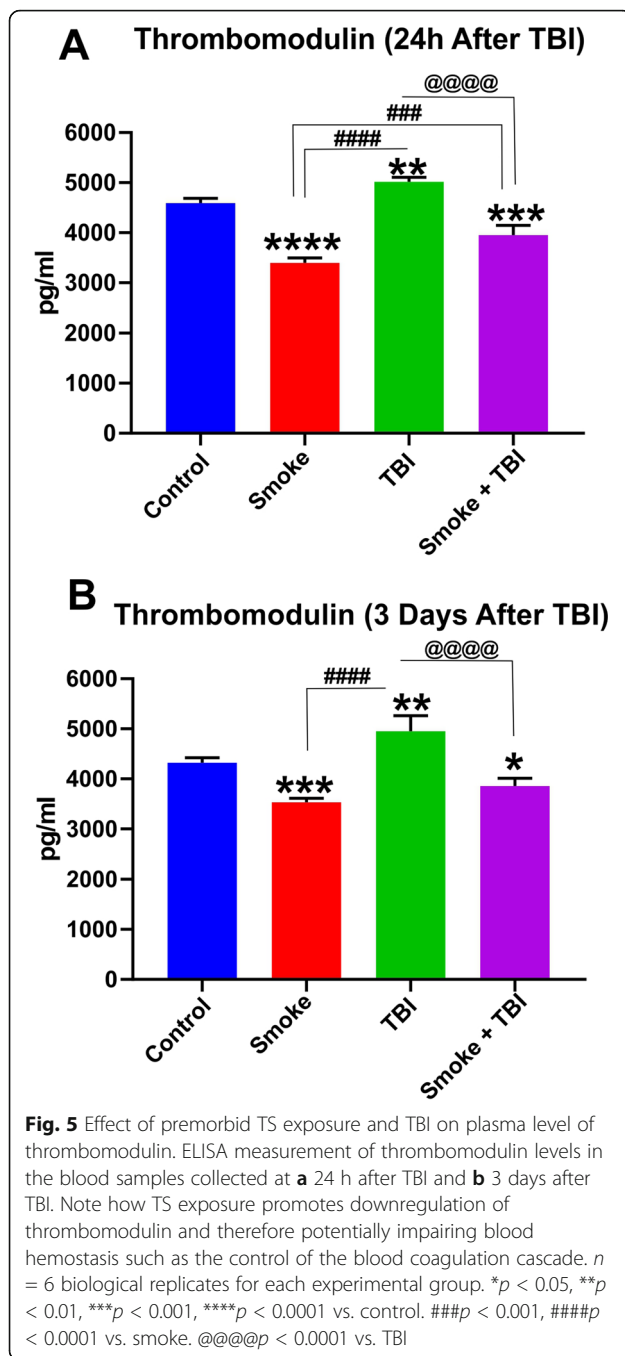 A Thrombomodulin (24h After TBI)
@@@@
###
####
6000
5000
4000
3000
2000
1000
0
pg/ml
****
**
***
Control
Smoke
TBI
Smoke + TBI
B Thrombomodulin (3 Days After TBI)
@@@@
####
6000
5000
4000
3000
2000
1000
0
pg/ml
***
**
*
Control
Smoke
TBI
Smoke + TBI
Fig. 5 Effect of premorbid TS exposure and TBI on plasma level of
thrombomodulin. ELISA measurement of thrombomodulin levels in
the blood samples collected at a 24 h after TBI and b 3 days after
TBI. Note how TS exposure promotes downregulation of
thrombomodulin and therefore potentially impairing blood
hemostasis such as the control of the blood coagulation cascade. n
= 6 biological replicates for each experimental group. *p < 0.05, **p
< 0.01, ***p < 0.001, ****p < 0.0001 vs. control. ###p < 0.001, ####p
< 0.0001 vs. smoke. @@@@p < 0.0001 vs. TBI